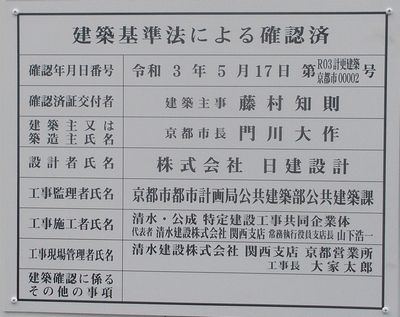 建築基準法による確認済
確認年月日番号 令和 3 年 5 月 17 日 第 R03計更建築 号
京都市00002
確認済証交付者 建築主事 藤村知則
建築主又は
築造主氏名 京都市長 門川大作
設計者氏名 株式会社 日建設計
工事監理者氏名 京都市都市計画局公共建築部公共建築課
工事施工者氏名 清水・公成 特定建設工事共同企業体
代表者 清水建設株式会社 関西支店 常務執行役員支店長 山下浩一
工事現場管理者氏名 清水建設株式会社 関西支店 京都営業所
工事長 大家太郎
建築確認に係る
その他の事項